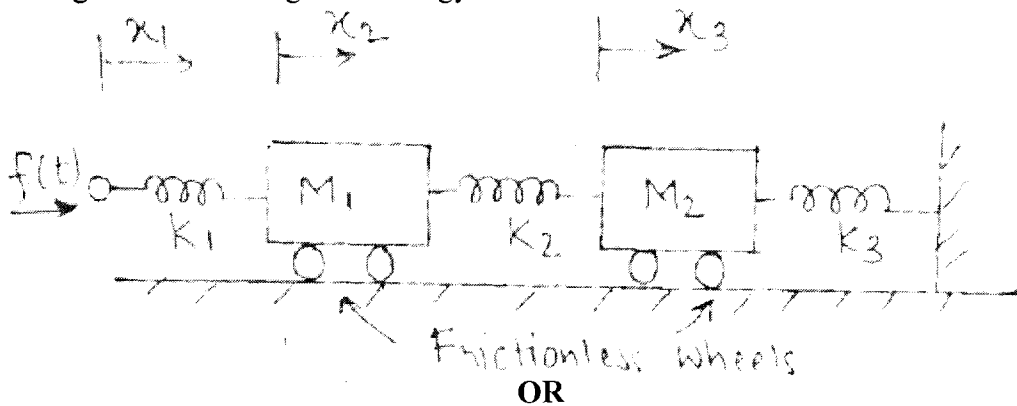 x₁ x₂ x₃
f(t) K₁ M₁ K₂ M₂ K₃
Frictionless wheels
OR